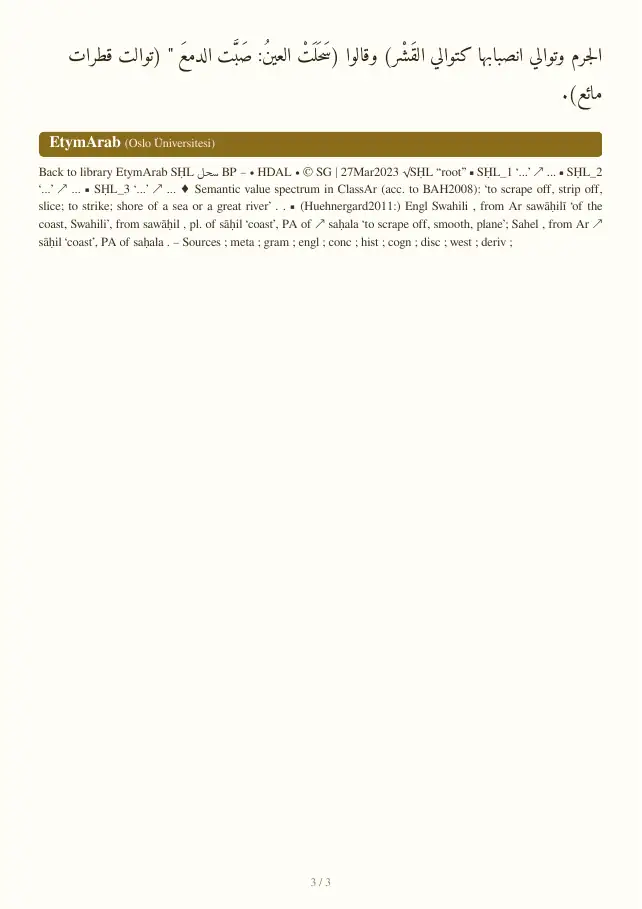 الجرم وتوالي انصبابها كتوالي القَشْر) وقالوا (سَحَلَتْ العينُ: صَبَّت الدمعَ " (توالت قطرات
مائع).
EtymArab (Oslo Üniversitesi)
Back to library EtymArab SḤL سحل BP – • HDAL • © SG | 27Mar2023 √SḤL “root” ▪ SḤL_1 ‘...’ ↗ ... ▪ SḤL_2
‘...’ ↗ ... ▪ SḤL_3 ‘...’ ↗ ... ♦ Semantic value spectrum in ClassAr (acc. to BAH2008): ‘to scrape off, strip off,
slice; to strike; shore of a sea or a great river’ . . ▪ (Huehnergard2011:) Engl Swahili , from Ar sawāḥilī ‘of the
coast, Swahili’, from sawāḥil , pl. of sāḥil ‘coast’, PA of ↗ saḥala ‘to scrape off, smooth, plane’; Sahel , from Ar ↗
sāḥil ‘coast’, PA of saḥala . – Sources ; meta ; gram ; engl ; conc ; hist ; cogn ; disc ; west ; deriv ;
3 / 3